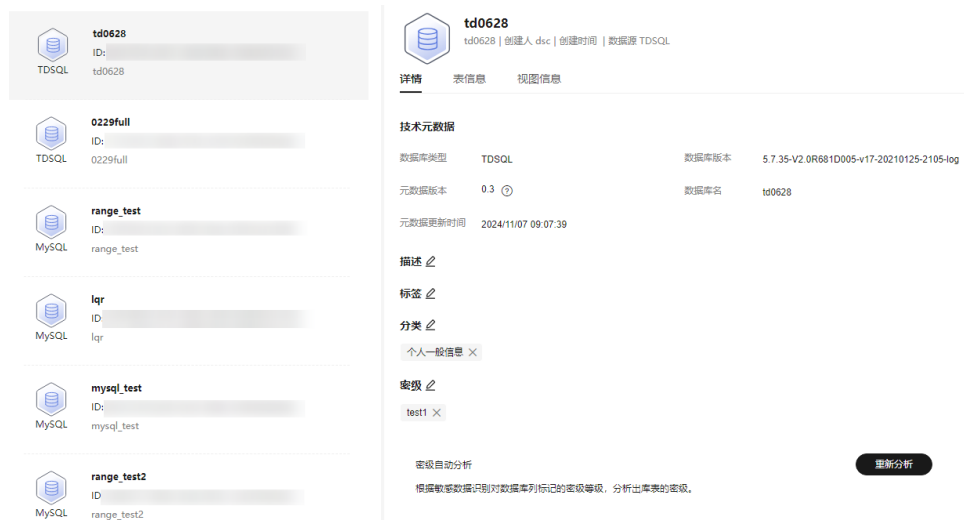 td0628
ID:
TDSQL
td0628
0229full
ID:
TDSQL
0229full
range_test
ID:
MySQL
range_test
lqr
ID
MySQL
lqr
mysql_test
ID:
MySQL
mysql_test
range_test2
ID
MySQL
range_test2
td0628
td0628 | 创建人 dsc | 创建时间 | 数据源 TDSQL
详情 表信息 视图信息
技术元数据
数据库类型 TDSQL 数据库版本 5.7.35-V2.0R681D005-v17-20210125-2105-log
元数据版本 0.3 ? 数据库名 td0628
元数据更新时间 2024/11/07 09:07:39
描述
标签
分类
个人一般信息
密级
test1
密级自动分析
重新分析
根据敏感数据识别对数据库列标记的密级等级，分析出库表的密级。